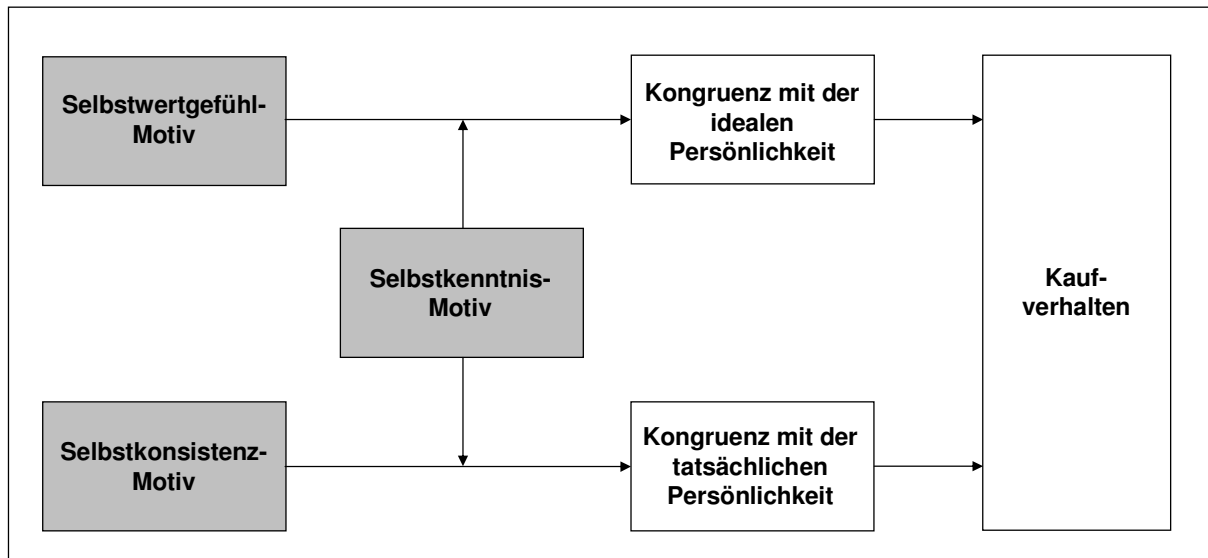 Selbstwertgefühl-
Motiv
Kongruenz mit der
idealen
Persönlichkeit
Selbstkenntnis-
Motiv
Kauf-
verhalten
Selbstkonsistenz-
Motiv
Kongruenz mit der
tatsächlichen
Persönlichkeit